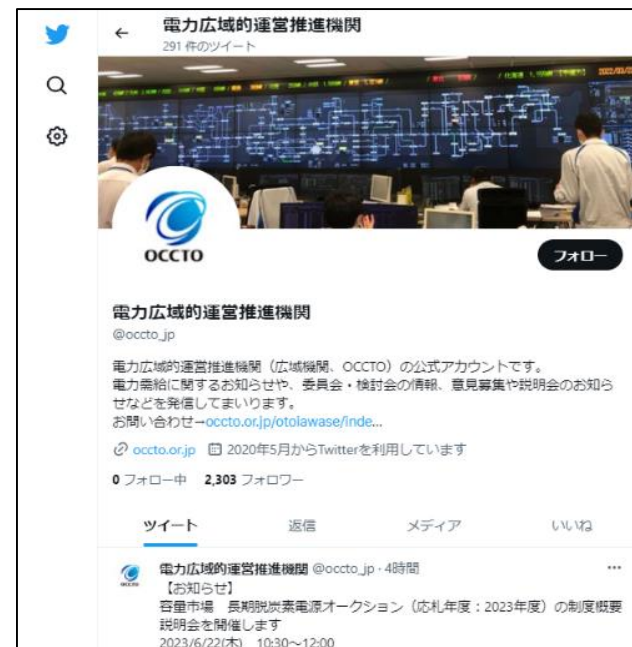 電力広域的運営推進機関
291 件のツイート
OCCTO
フォロー
電力広域的運営推進機関
@occto_jp
電力広域的運営推進機関（広域機関、OCCTO）の公式アカウントです。
電力需給に関するお知らせや、委員会・検討会の情報、意見募集や説明会のお知ら
せなどを発信してまいります。
お問い合わせ→occto.or.jp/otoiawase/inde...
occto.or.jp 2020年5月からTwitterを利用しています
0 フォロー中 2,303 フォロワー
ツイート 返信 メディア いいね
電力広域的運営推進機関 @occto_jp・4時間
【お知らせ】
容量市場　長期脱炭素電源オークション（応札年度：2023年度）の制度概要
説明会を開催します
2023/6/22(木)　10:30～12:00